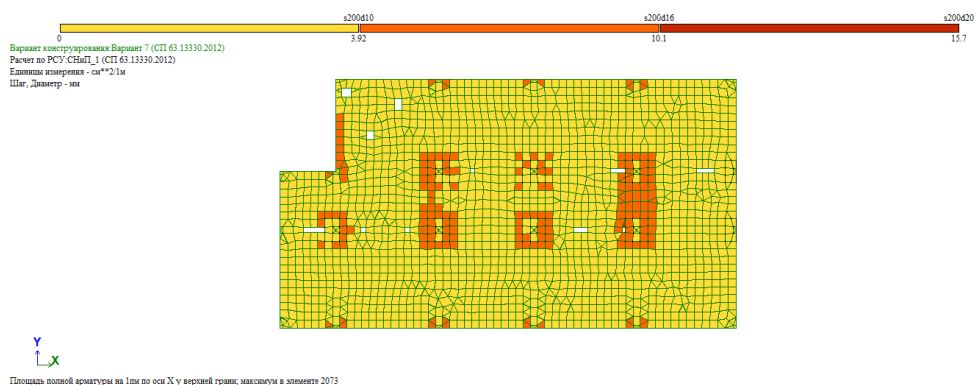 s200d10 s200d16 s200d20
0 3.92 10.1 15.7
Вариант конструирования:Вариант 7 (СП 63.13330.2012)
Расчет по РСУ:СНиП_1 (СП 63.13330.2012)
Единицы измерения - см**2/1м
Шаг, Диаметр - мм
Y
X
Площадь полной арматуры на 1пм по оси X у верхней грани; максимум в элементе 2073